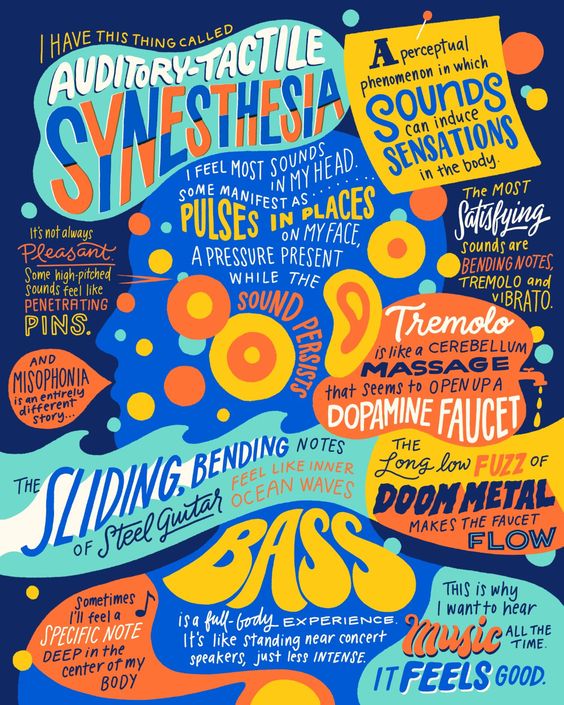 I HAVE THIS THING CALLED
AUDITORY-TACTILE
SYNESTHESIA
A perceptual
phenomenon in which
SOUNDS
can induce
SENSATIONS
in the body.
I FEEL MOST SOUNDS
IN MY HEAD.
SOME MANIFEST AS........
PULSES IN PLACES
ON MY FACE,
A PRESSURE PRESENT
WHILE THE
SOUND PERSISTS
It's not always
Pleasant.
Some high-pitched
sounds feel like
PENETRATING
PINS.
The MOST
Satisfying
sounds are
BENDING NOTES,
TREMOLO and
VIBRATO.
AND
MISOPHONIA
is an entirely
different
story...
Tremolo
is like a CEREBELLUM
MASSAGE
that seems to OPEN UP A
DOPAMINE FAUCET
THE
SLIDING, BENDING NOTES
OF Steel Guitar
FEEL LIKE INNER
OCEAN WAVES
THE
Long low FUZZ OF
DOOM METAL
MAKES THE FAUCET
FLOW
BASS
is a full-body EXPERIENCE.
It's like standing near concert
speakers, just less INTENSE.
Sometimes
I'll feel a
SPECIFIC NOTE
DEEP in the
center of my
BODY
THIS IS why
I want to hear
Music ALL THE
TIME.
IT FEELS GOOD.